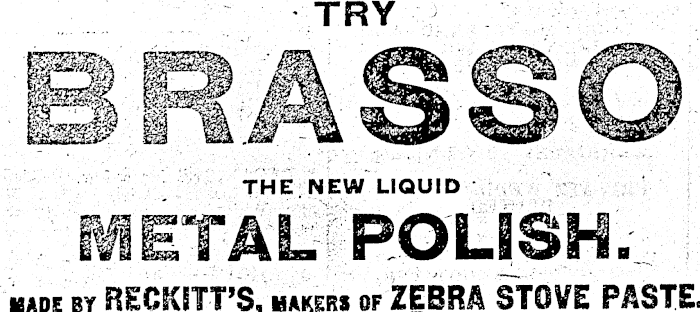 TRY
BRASSO
THE NEW LIQUID
METAL POLISH.
MADE BY RECKITT'S, MAKERS OF ZEBRA STOVE PASTE.